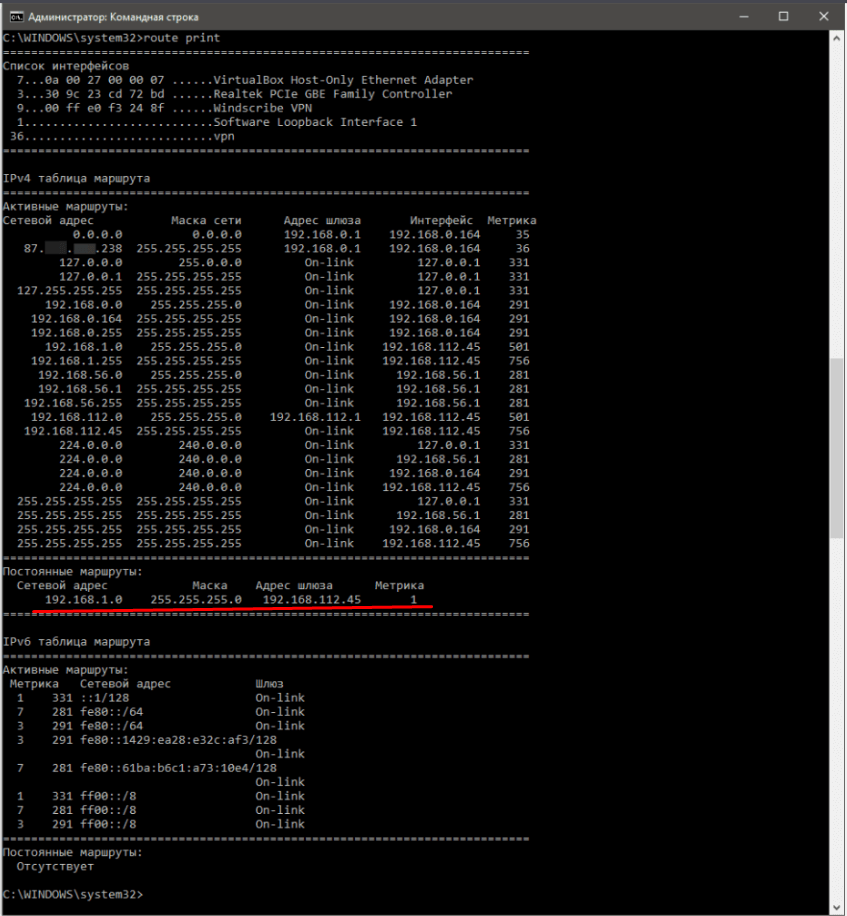 Администратор: Командная строка
C:\WINDOWS\system32>route print
===========================================================================
Список интерфейсов
  7...0a 00 27 00 00 07 ......VirtualBox Host-Only Ethernet Adapter
  3...30 9c 23 cd 72 bd ......Realtek PCIe GBE Family Controller
  9...00 ff e0 f3 24 8f ......Windscribe VPN
  1...........................Software Loopback Interface 1
 36...........................vpn
===========================================================================
IPv4 таблица маршрута
===========================================================================
Активные маршруты:
Сетевой адрес           Маска сети      Адрес шлюза       Интерфейс  Метрика
          0.0.0.0          0.0.0.0      192.168.0.1    192.168.0.164     35
   87. . .238  255.255.255.255      192.168.0.1    192.168.0.164     36
        127.0.0.0        255.0.0.0         On-link         127.0.0.1    331
        127.0.0.1  255.255.255.255         On-link         127.0.0.1    331
  127.255.255.255  255.255.255.255         On-link         127.0.0.1    331
      192.168.0.0    255.255.255.0         On-link     192.168.0.164    291
    192.168.0.164  255.255.255.255         On-link     192.168.0.164    291
    192.168.0.255  255.255.255.255         On-link     192.168.0.164    291
      192.168.1.0    255.255.255.0         On-link    192.168.112.45    501
    192.168.1.255  255.255.255.255         On-link    192.168.112.45    756
     192.168.56.0    255.255.255.0         On-link      192.168.56.1    281
     192.168.56.1  255.255.255.255         On-link      192.168.56.1    281
   192.168.56.255  255.255.255.255         On-link      192.168.56.1    281
    192.168.112.0    255.255.255.0    192.168.112.1   192.168.112.45    501
   192.168.112.45  255.255.255.255         On-link    192.168.112.45    756
        224.0.0.0        240.0.0.0         On-link         127.0.0.1    331
        224.0.0.0        240.0.0.0         On-link      192.168.56.1    281
        224.0.0.0        240.0.0.0         On-link     192.168.0.164    291
        224.0.0.0        240.0.0.0         On-link    192.168.112.45    756
  255.255.255.255  255.255.255.255         On-link         127.0.0.1    331
  255.255.255.255  255.255.255.255         On-link      192.168.56.1    281
  255.255.255.255  255.255.255.255         On-link     192.168.0.164    291
  255.255.255.255  255.255.255.255         On-link    192.168.112.45    756
===========================================================================
Постоянные маршруты:
  Сетевой адрес            Маска    Адрес шлюза      Метрика
      192.168.1.0    255.255.255.0   192.168.112.45       1
===========================================================================
IPv6 таблица маршрута
===========================================================================
Активные маршруты:
 Метрика   Сетевой адрес            Шлюз
  1    331 ::1/128                  On-link
  7    281 fe80::/64                On-link
  3    291 fe80::/64                On-link
  3    291 fe80::1429:ea28:e32c:af3/128
                                    On-link
  7    281 fe80::61ba:b6c1:a73:10e4/128
                                    On-link
  1    331 ff00::/8                 On-link
  7    281 ff00::/8                 On-link
  3    291 ff00::/8                 On-link
===========================================================================
Постоянные маршруты:
  Отсутствует
C:\WINDOWS\system32>